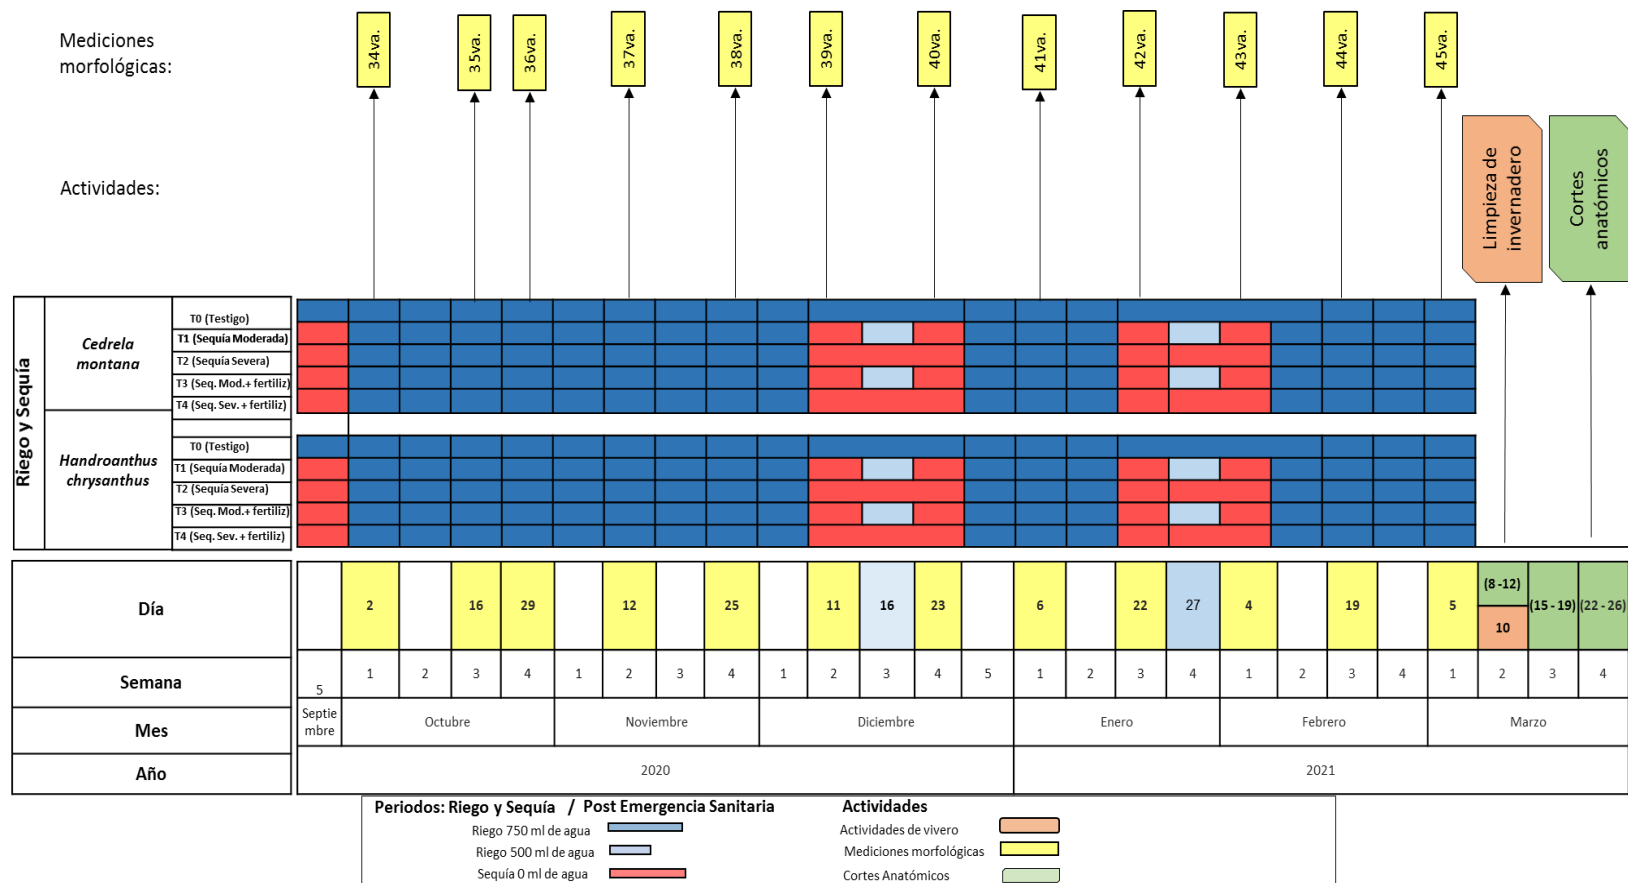 Mediciones
morfológicas:
34va.
35va.
36va.
37va.
38va.
39va.
40va.
41va.
42va.
43va.
44va.
45va.
Actividades:
Limpieza de
invernadero
Cortes
anatómicos
Riego y Sequía
Cedrela
montana
T0 (Testigo)
T1 (Sequía Moderada)
T2 (Sequía Severa)
T3 (Seq. Mod.+ fertiliz)
T4 (Seq. Sev. + fertiliz)
Handroanthus
chrysanthus
T0 (Testigo)
T1 (Sequía Moderada)
T2 (Sequía Severa)
T3 (Seq. Mod.+ fertiliz)
T4 (Seq. Sev. + fertiliz)
Día
2
16
29
12
25
11
16
23
6
22
27
4
19
5
(8 -12)
10
(15 - 19)
(22 - 26)
Semana
5
1
2
3
4
1
2
3
4
1
2
3
4
5
1
2
3
4
1
2
3
4
1
2
3
4
Mes
Septie
mbre
Octubre
Noviembre
Diciembre
Enero
Febrero
Marzo
Año
2020
2021
Periodos: Riego y Sequía / Post Emergencia Sanitaria
Riego 750 ml de agua
Riego 500 ml de agua
Sequía 0 ml de agua
Actividades
Actividades de vivero
Mediciones morfológicas
Cortes Anatómicos